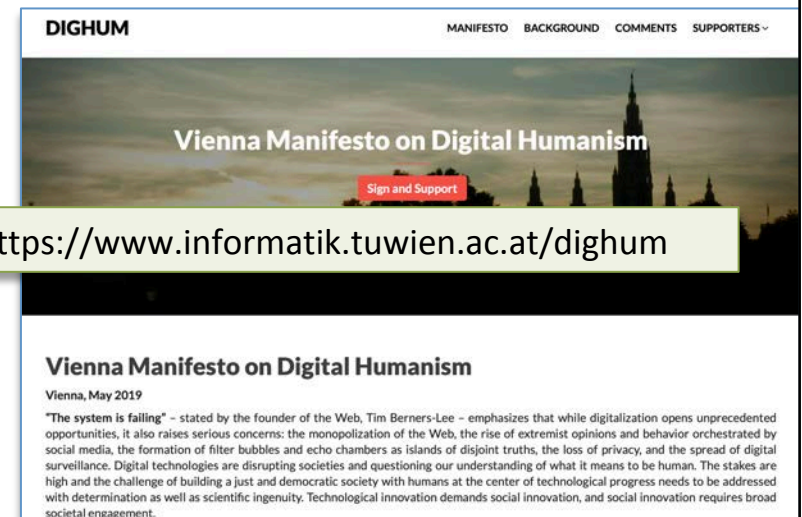 DIGHUM
MANIFESTO BACKGROUND COMMENTS SUPPORTERS
Vienna Manifesto on Digital Humanism
Sign and Support
ttps://www.informatik.tuwien.ac.at/dighum
Vienna Manifesto on Digital Humanism
Vienna, May 2019
"The system is failing" – stated by the founder of the Web, Tim Berners-Lee – emphasizes that while digitalization opens unprecedented
opportunities, it also raises serious concerns: the monopolization of the Web, the rise of extremist opinions and behavior orchestrated by
social media, the formation of filter bubbles and echo chambers as islands of disjoint truths, the loss of privacy, and the spread of digital
surveillance. Digital technologies are disrupting societies and questioning our understanding of what it means to be human. The stakes are
high and the challenge of building a just and democratic society with humans at the center of technological progress needs to be addressed
with determination as well as scientific ingenuity. Technological innovation demands social innovation, and social innovation requires broad
societal engagement.